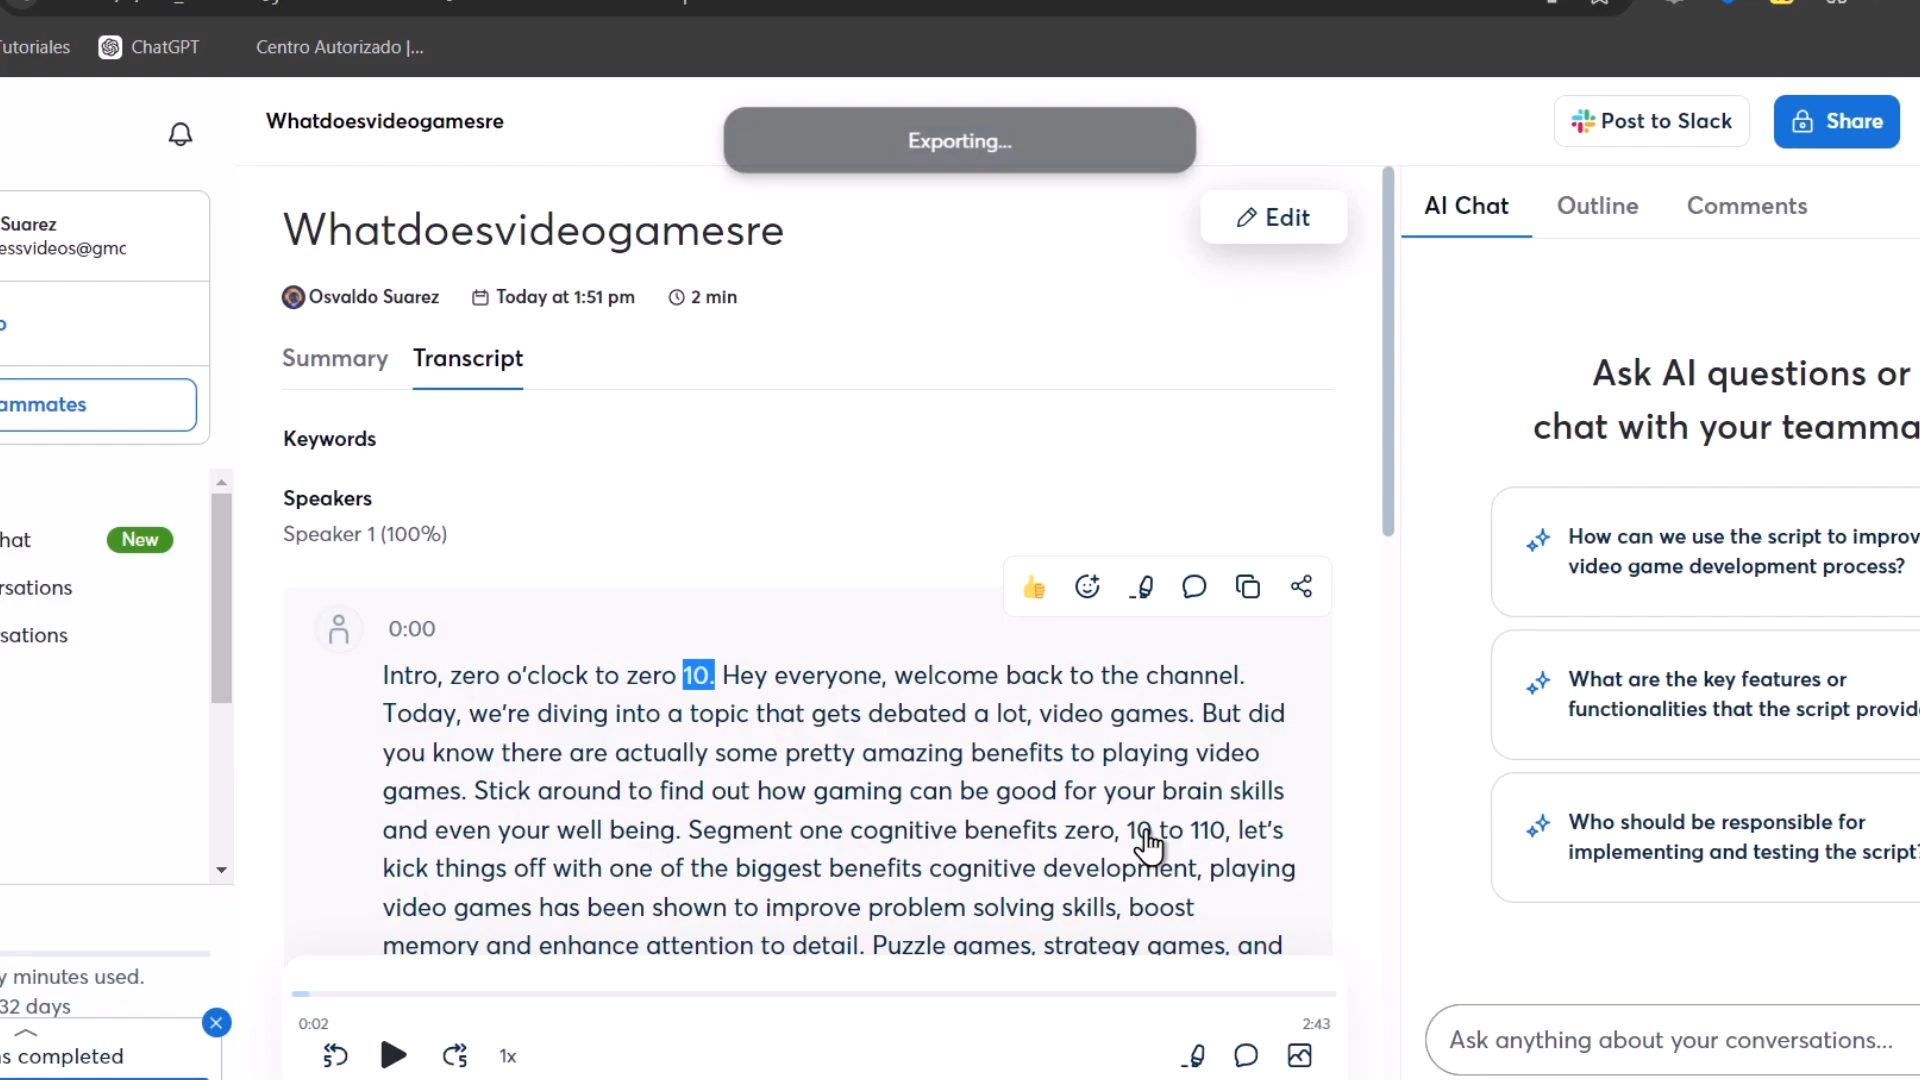 utoriales
ChatGPT
Centro Autorizado |...
Whatdoesvideogamesre
Exporting...
Post to Slack
Share
Suarez
essvideos@gmc
ammates
hat
New
rsations
sations
y minutes used.
32 days
s completed
Whatdoesvideogamesre
Edit
Osvaldo Suarez
Today at 1:51 pm
2 min
Summary
Transcript
Keywords
Speakers
Speaker 1 (100%)
0:00
Intro, zero o'clock to zero 10. Hey everyone, welcome back to the channel.
Today, we're diving into a topic that gets debated a lot, video games. But did
you know there are actually some pretty amazing benefits to playing video
games. Stick around to find out how gaming can be good for your brain skills
and even your well being. Segment one cognitive benefits zero, 10 to 110, let's
kick things off with one of the biggest benefits cognitive development, playing
video games has been shown to improve problem solving skills, boost
memory and enhance attention to detail. Puzzle games, strategy games, and
0:02
2:43
1x
AI Chat
Outline
Comments
Ask AI questions or
chat with your teamma
How can we use the script to improv
video game development process?
What are the key features or
functionalities that the script provid
Who should be responsible for
implementing and testing the script?
Ask anything about your conversations...